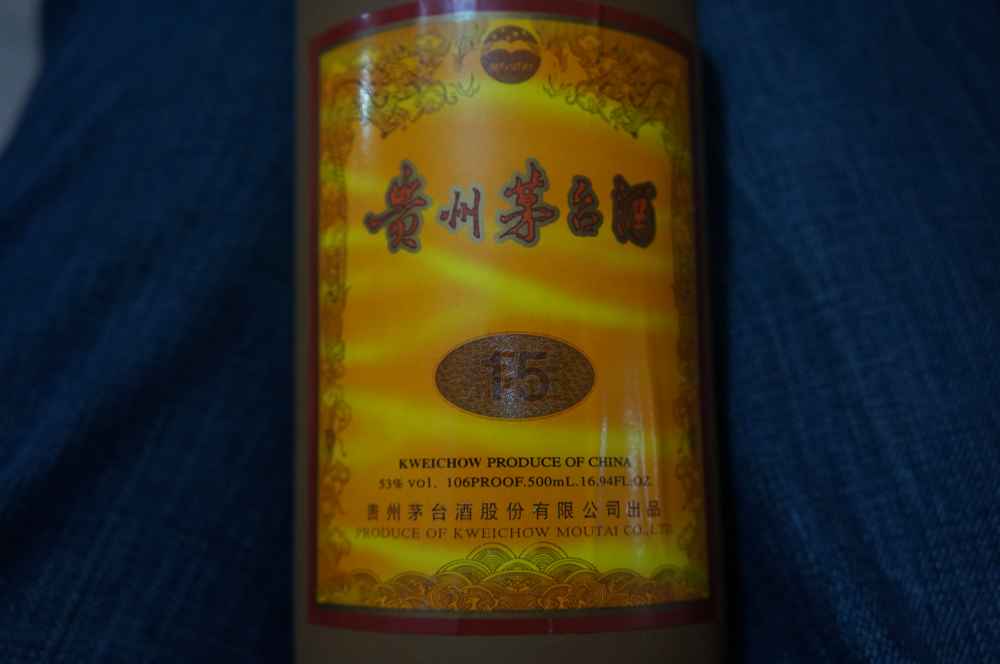 MOUTAI
贵州茅台酒
15
KWEICHOW PRODUCE OF CHINA
53% vol. 106PROOF.500mL.16.94FL.OZ.
贵州茅台酒股份有限公司出品
PRODUCE OF KWEICHOW MOUTAI CO.,LTD